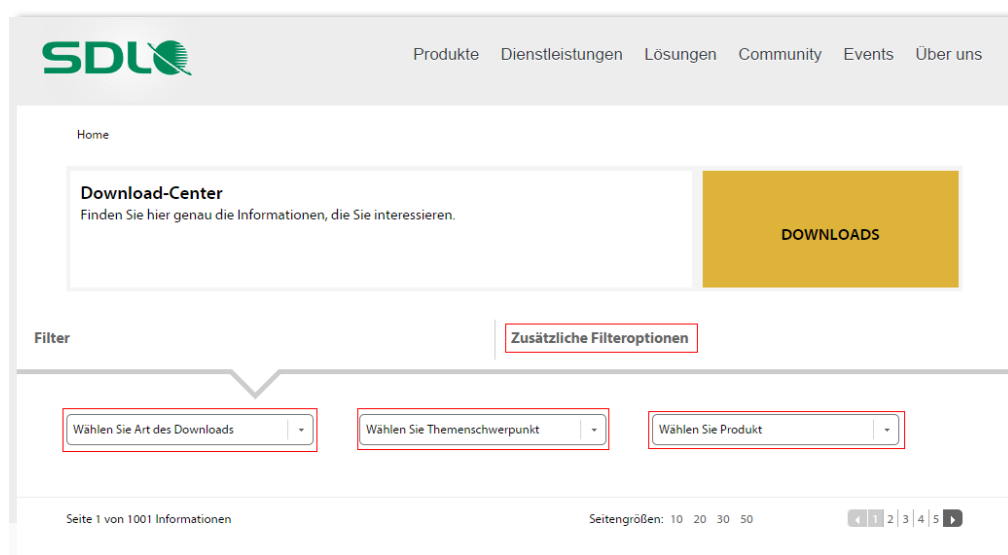 SDL
Produkte Dienstleistungen Lösungen Community Events Über uns
Home
Download-Center
Finden Sie hier genau die Informationen, die Sie interessieren.
DOWNLOADS
Filter
Zusätzliche Filteroptionen
Wählen Sie Art des Downloads
Wählen Sie Themenschwerpunkt
Wählen Sie Produkt
Seite 1 von 1001 Informationen
Seitengrößen: 10 20 30 50
1 2 3 4 5